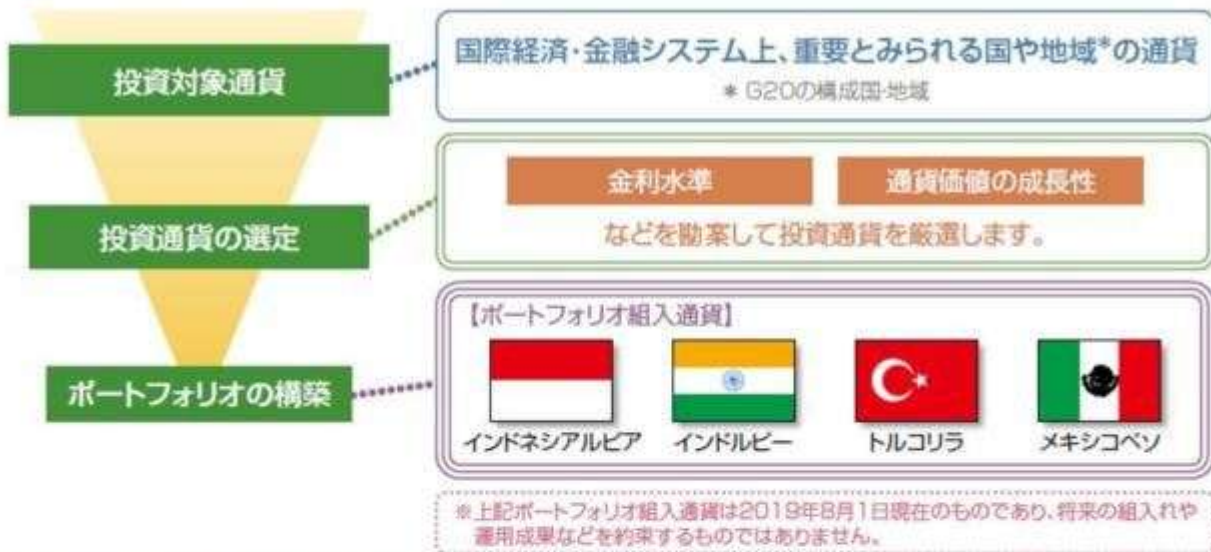 投資対象通貨
国際経済・金融システム上、重要とみられる国や地域*の通貨
* G20の構成国・地域
投資通貨の選定
金利水準
通貨価値の成長性
などを勘案して投資通貨を厳選します。
ポートフォリオの構築
【ポートフォリオ組入通貨】
インドネシアルピア
インドルピー
トルコリラ
メキシコペソ
※上記ポートフォリオ組入通貨は2019年8月1日現在のものであり、将来の組入れや
運用成果などを約束するものではありません。